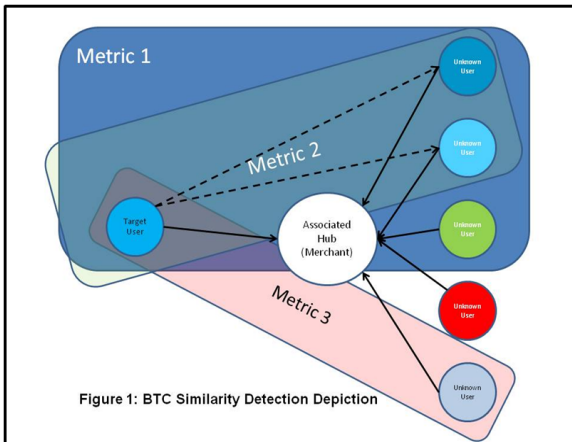 Metric 1
Unknown
User
Metric 2
Unknown
User
Target
User
Associated
Hub
(Merchant)
Unknown
User
Metric 3
Unknown
User
Unknown
User
Figure 1: BTC Similarity Detection Depiction